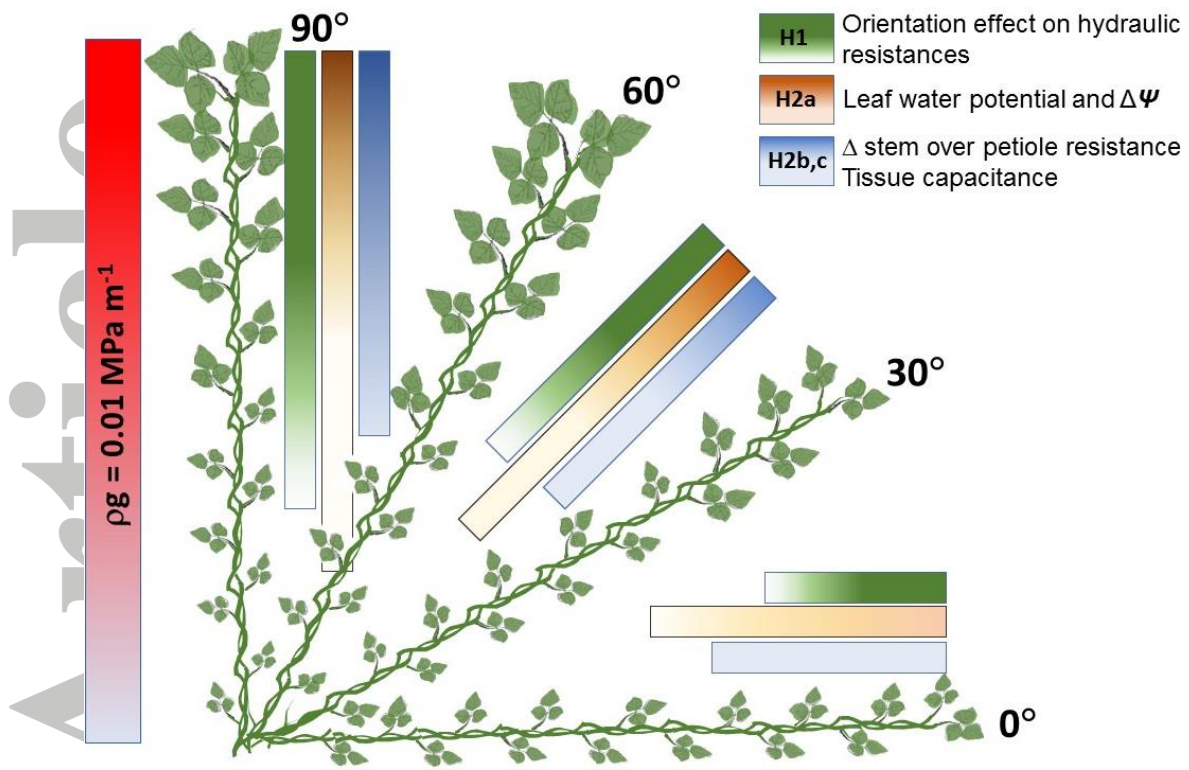 90°
60°
30°
0°
H1 Orientation effect on hydraulic
resistances
H2a Leaf water potential and ΔΨ
H2b,c Δ stem over petiole resistance
Tissue capacitance
ρg = 0.01 MPa m⁻¹
Article